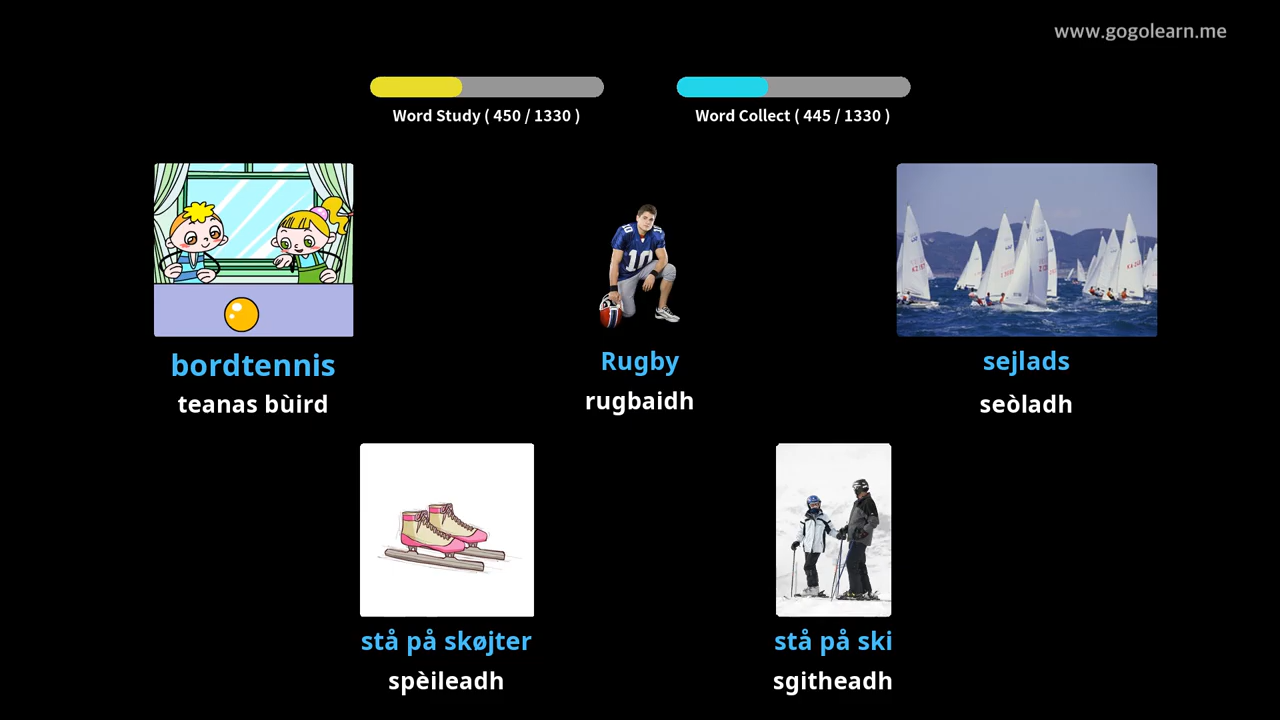 www.gogolearn.me
Word Study ( 450 / 1330 )
Word Collect ( 445 / 1330 )
bordtennis
teanas bùird
Rugby
rugbaidh
sejlads
seòladh
stå på skøjter
spèileadh
stå på ski
sgitheadh